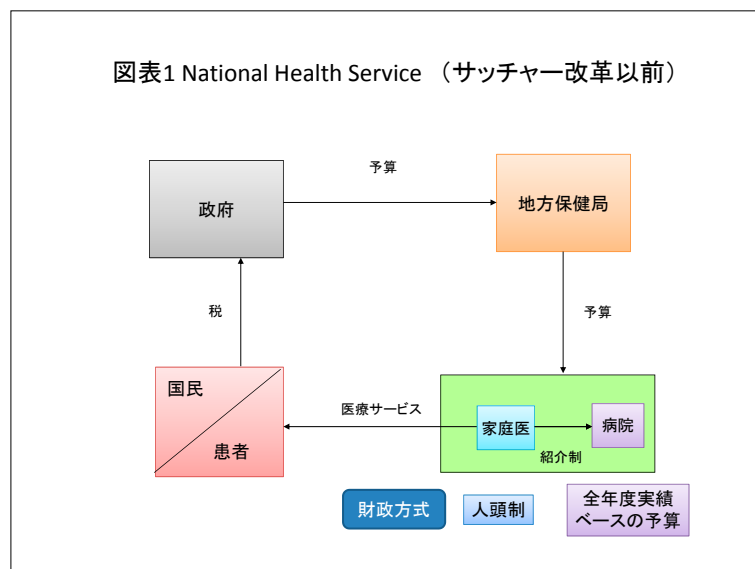 図表1 National Health Service （サッチャー改革以前）
政府
予算
地方保健局
税
予算
国民
患者
医療サービス
家庭医
病院
紹介制
財政方式
人頭制
全年度実績
ベースの予算